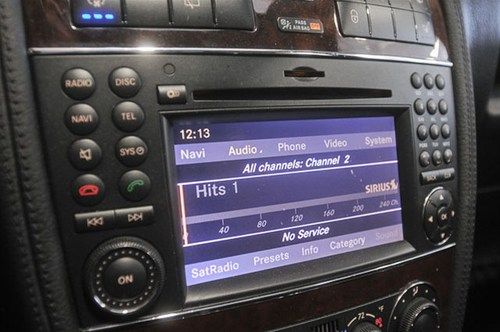 PASS
AIR BAG
OFF
RADIO DISC
NAVI TEL
SYS
ON
12:13
Navi Audio Phone Video System
All channels: Channel 2
Hits 1
SIRIUS
40 80 120 160 200 240 Ch.
No Service
SatRadio Presets Info Category Sound
OK
72